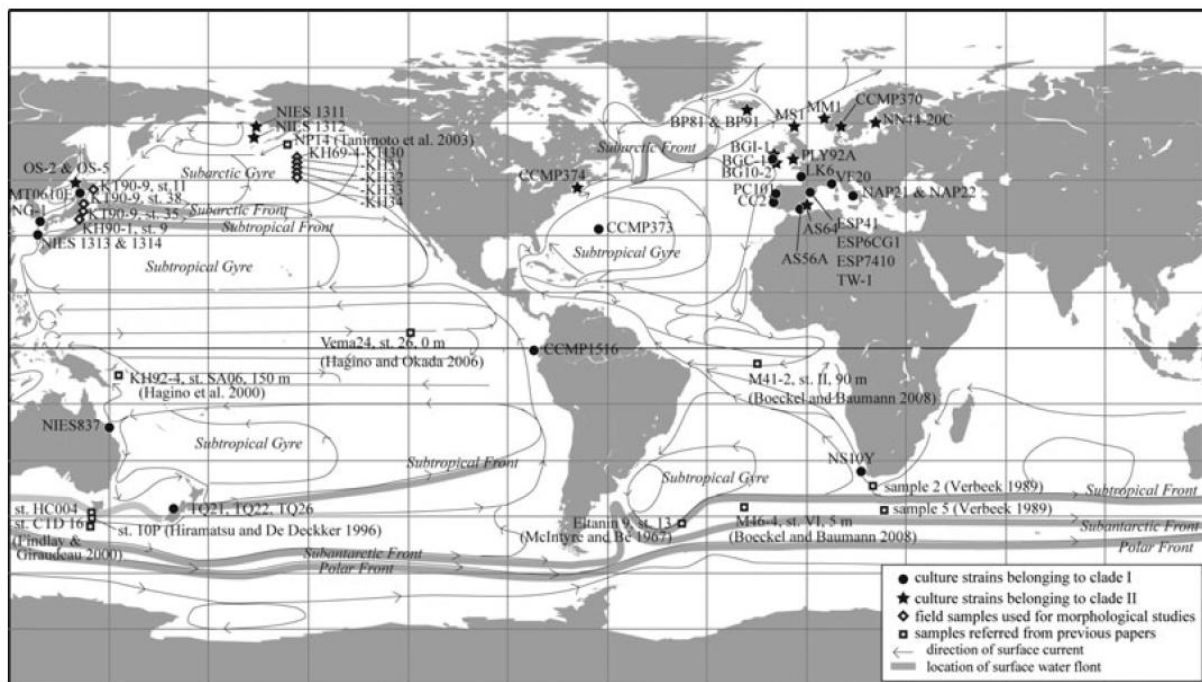 NIES 1311
NIES 1312
NP14 (Tanimoto et al. 2003)
KH69-4-KH30
-KH31
-KH32
-KH33
-KH34
Subarctic Gyre
OS-2 & OS-5
MT0610E
NG-1
KT90-9, st.11
KT90-9, st. 38
KT90-9, st. 35
KH90-1, st. 9
NIES 1313 & 1314
Subarctic Front
Subtropical Front
Subtropical Gyre
CCMP374
CCMP373
Subtropical Gyre
BP81 & BP91
Subarctic Front
MS1
MM1
CCMP370
NN44-20C
BGI-1
BGC-1
BG10-2
PLY92A
LK6
VF20
PC101
CC2
NAP21 & NAP22
AS64
AS56A
ESP41
ESP6CG1
ESP7410
TW-1
Vema24, st. 26, 0 m
(Hagino and Okada 2006)
CCMP1516
KH92-4, st. SA06, 150 m
(Hagino et al. 2000)
M41-2, st. II, 90 m
(Boeckel and Baumann 2008)
NIES837
Subtropical Gyre
Subtropical Front
NS10Y
Subtropical Gyre
sample 2 (Verbeek 1989)
Subtropical Front
sample 5 (Verbeek 1989)
st. HC004
st. CTD 16
(Findlay &
Giraudeau 2000)
TQ21, TQ22, TQ26
st. 10P (Hiramatsu and De Deckker 1996)
Eltanin 9, st. 13
(McIntyre and Bé 1967)
M46-4, st. VI, 5 m
(Boeckel and Baumann 2008)
Subantarctic Front
Polar Front
Subantarctic Front
Polar Front
culture strains belonging to clade I
culture strains belonging to clade II
field samples used for morphological studies
samples referred from previous papers
direction of surface current
location of surface water flont